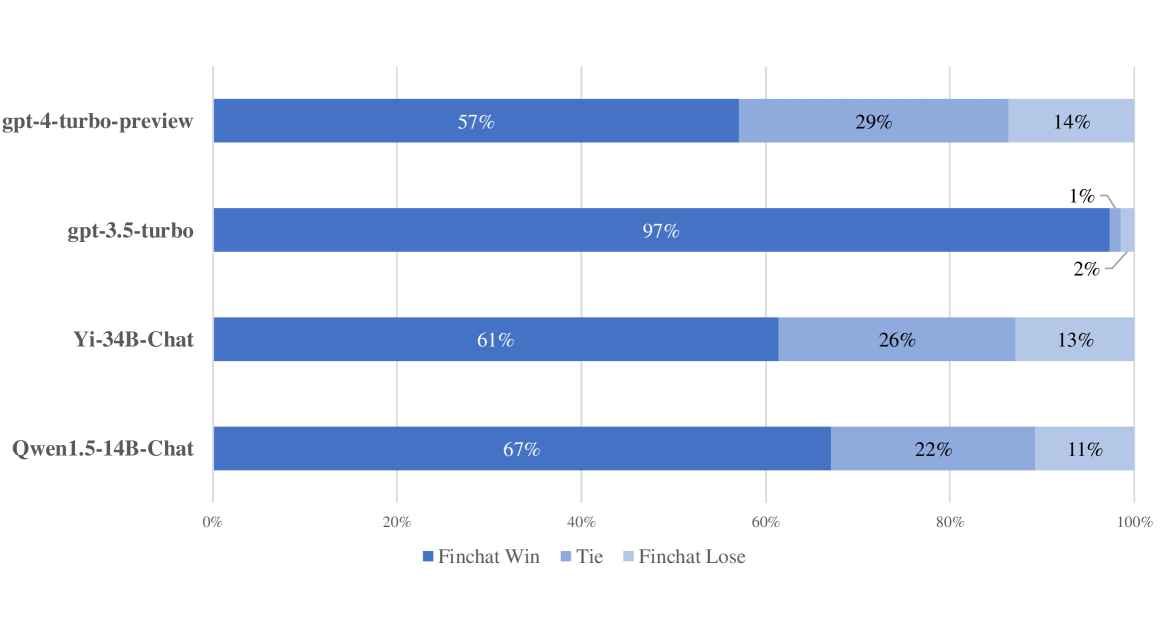 gpt-4-turbo-preview 57% 29% 14%
1%
gpt-3.5-turbo 97%
2%
Yi-34B-Chat 61% 26% 13%
Qwen1.5-14B-Chat 67% 22% 11%
0% 20% 40% 60% 80% 100%
Finchat Win Tie Finchat Lose